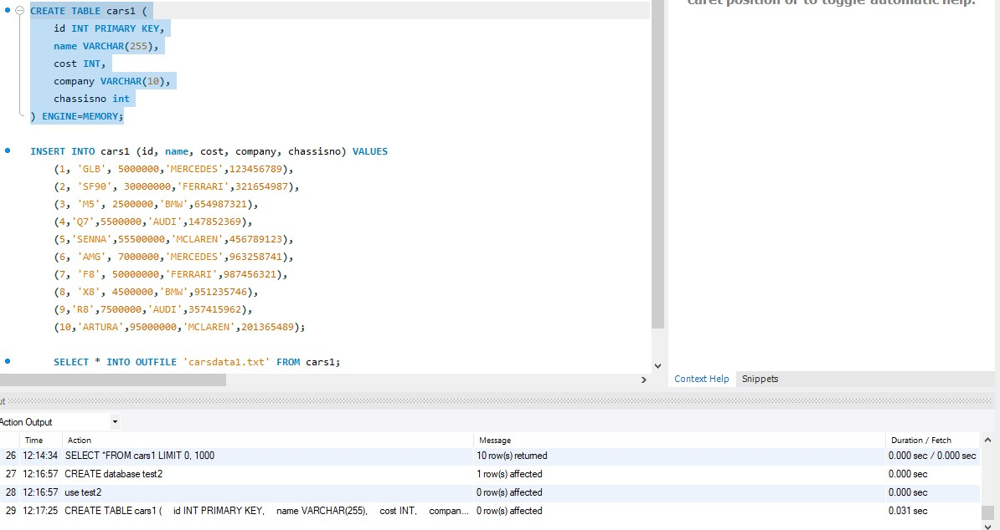 caret position or to toggle automatic help.
CREATE TABLE cars1 (
id INT PRIMARY KEY,
name VARCHAR(255),
cost INT,
company VARCHAR(10),
chassisno int
) ENGINE=MEMORY;
INSERT INTO cars1 (id, name, cost, company, chassisno) VALUES
(1, 'GLB', 5000000,'MERCEDES',123456789),
(2, 'SF90', 30000000,'FERRARI',321654987),
(3, 'M5', 2500000,'BMW',654987321),
(4,'Q7',5500000,'AUDI',147852369),
(5,'SENNA',55500000,'MCLAREN',456789123),
(6, 'AMG', 7000000,'MERCEDES',963258741),
(7, 'F8', 50000000,'FERRARI',987456321),
(8, 'X8', 4500000,'BMW',951235746),
(9,'R8',7500000,'AUDI',357415962),
(10,'ARTURA',95000000,'MCLAREN',201365489);
SELECT * INTO OUTFILE 'carsdata1.txt' FROM cars1;
Context Help Snippets
ut
Action Output
Time Action Message Duration / Fetch
26 12:14:34 SELECT *FROM cars1 LIMIT 0, 1000 10 row(s) returned 0.000 sec / 0.000 sec
27 12:16:57 CREATE database test2 1 row(s) affected 0.000 sec
28 12:16:57 use test2 0 row(s) affected 0.000 sec
29 12:17:25 CREATE TABLE cars1 ( id INT PRIMARY KEY, name VARCHAR(255), cost INT, compan... 0 row(s) affected 0.031 sec